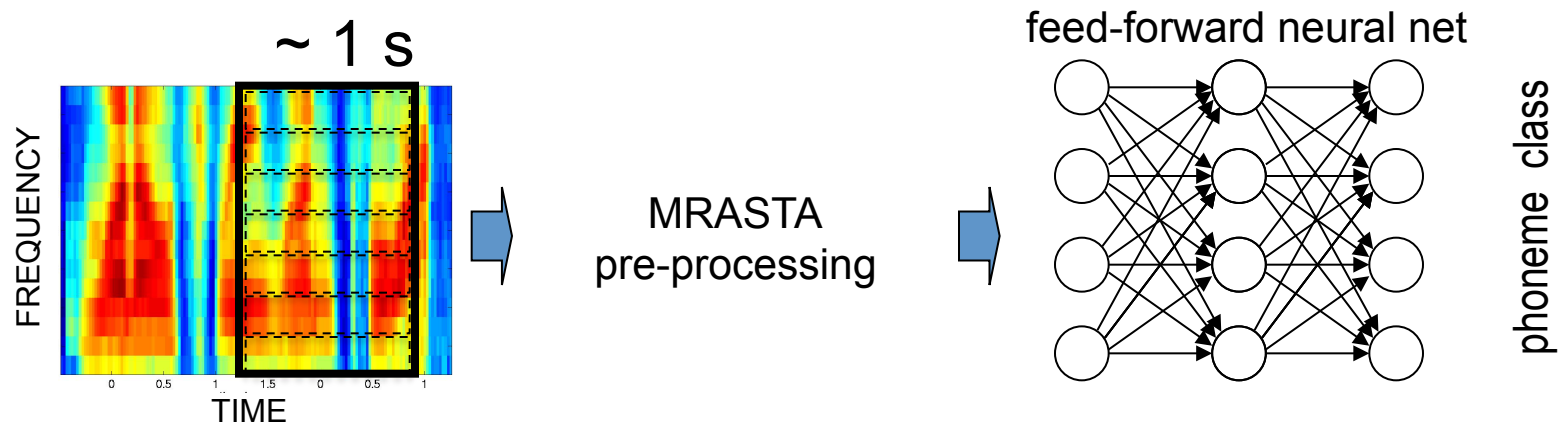 ~ 1 s
feed-forward neural net
FREQUENCY
MRASTA
pre-processing
phoneme class
0 0.5 1 1.5 0 0.5 1
TIME